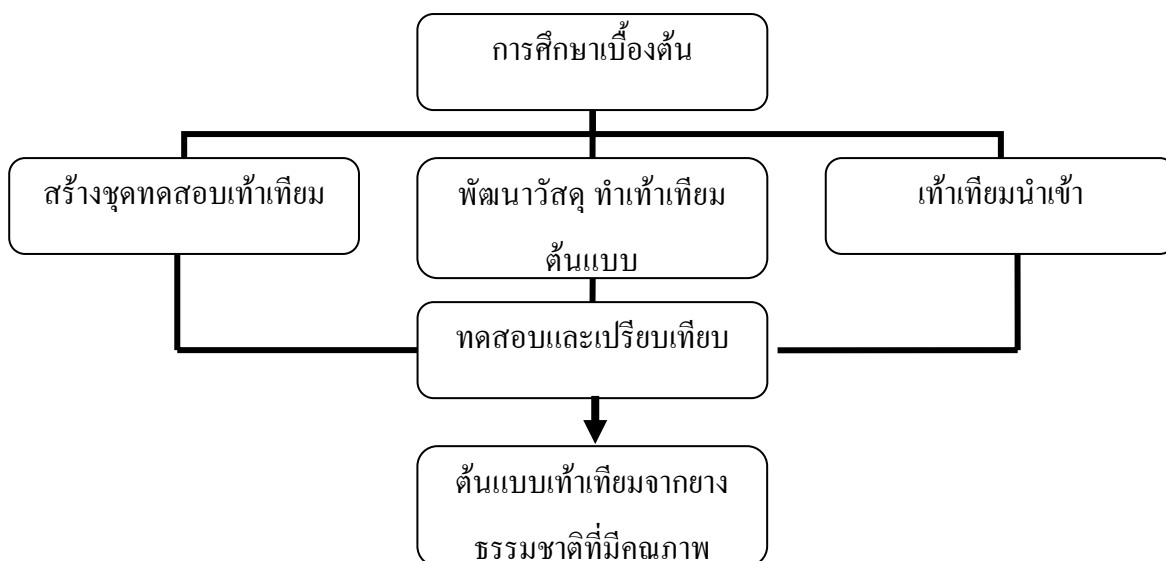 การศึกษาเบื้องต้น
สร้างชุดทดสอบเท้าเทียม
พัฒนาวัสดุ ทำเท้าเทียม
ต้นแบบ
เท้าเทียมนำเข้า
ทดสอบและเปรียบเทียบ
ต้นแบบเท้าเทียมจากยาง
ธรรมชาติที่มีคุณภาพ